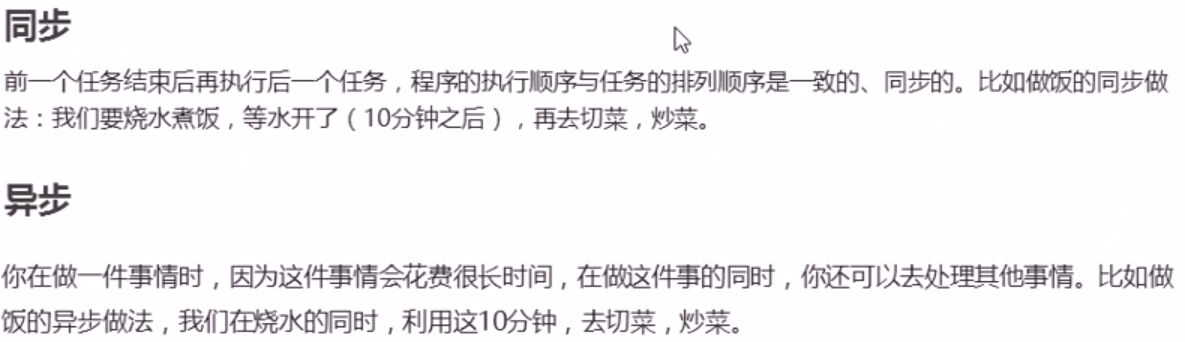 同步
前一个任务结束后再执行后一个任务，程序的执行顺序与任务的排列顺序是一致的、同步的。比如做饭的同步做
法：我们要烧水煮饭，等水开了（10分钟之后），再去切菜，炒菜。
异步
你在做一件事情时，因为这件事情会花费很长时间，在做这件事的同时，你还可以去处理其他事情。比如做
饭的异步做法，我们在烧水的同时，利用这10分钟，去切菜，炒菜。